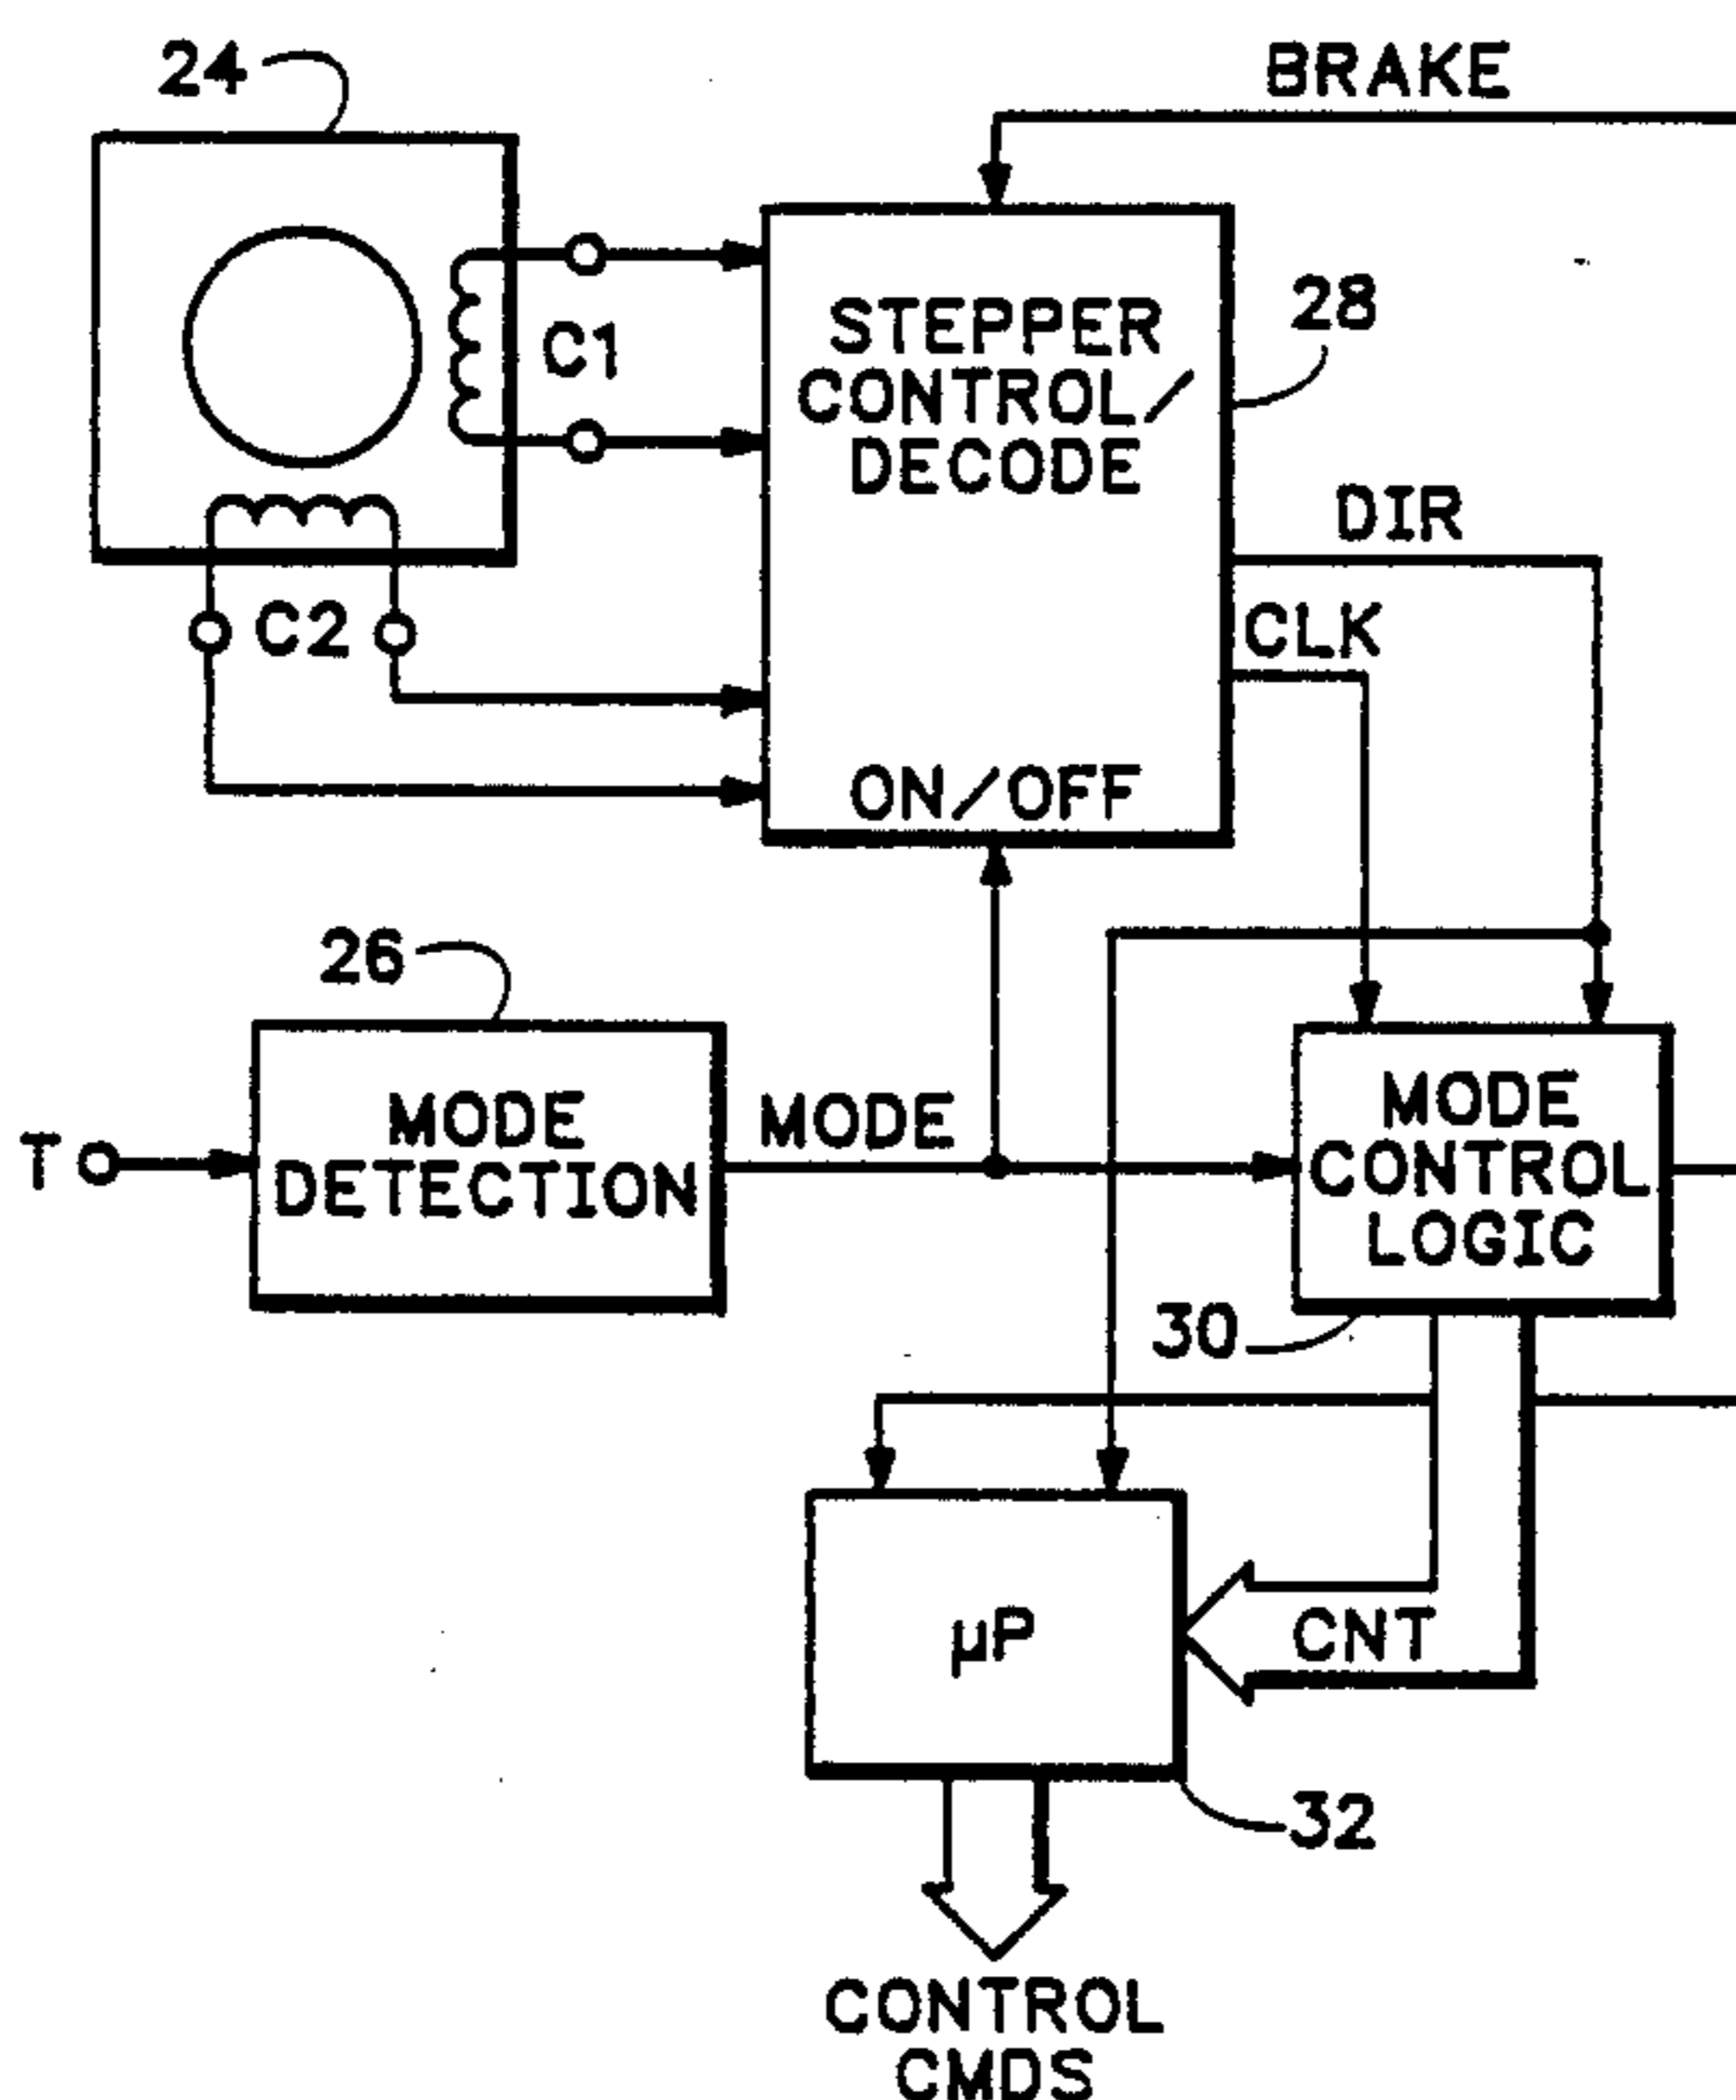 24
BRAKE
28
C1
STEPPER
CONTROL/
DECODE
DIR
C2
CLK
ON/OFF
26
T
MODE
DETECTION
MODE
MODE
CONTROL
LOGIC
30
µP
CNT
32
CONTROL
CMDS